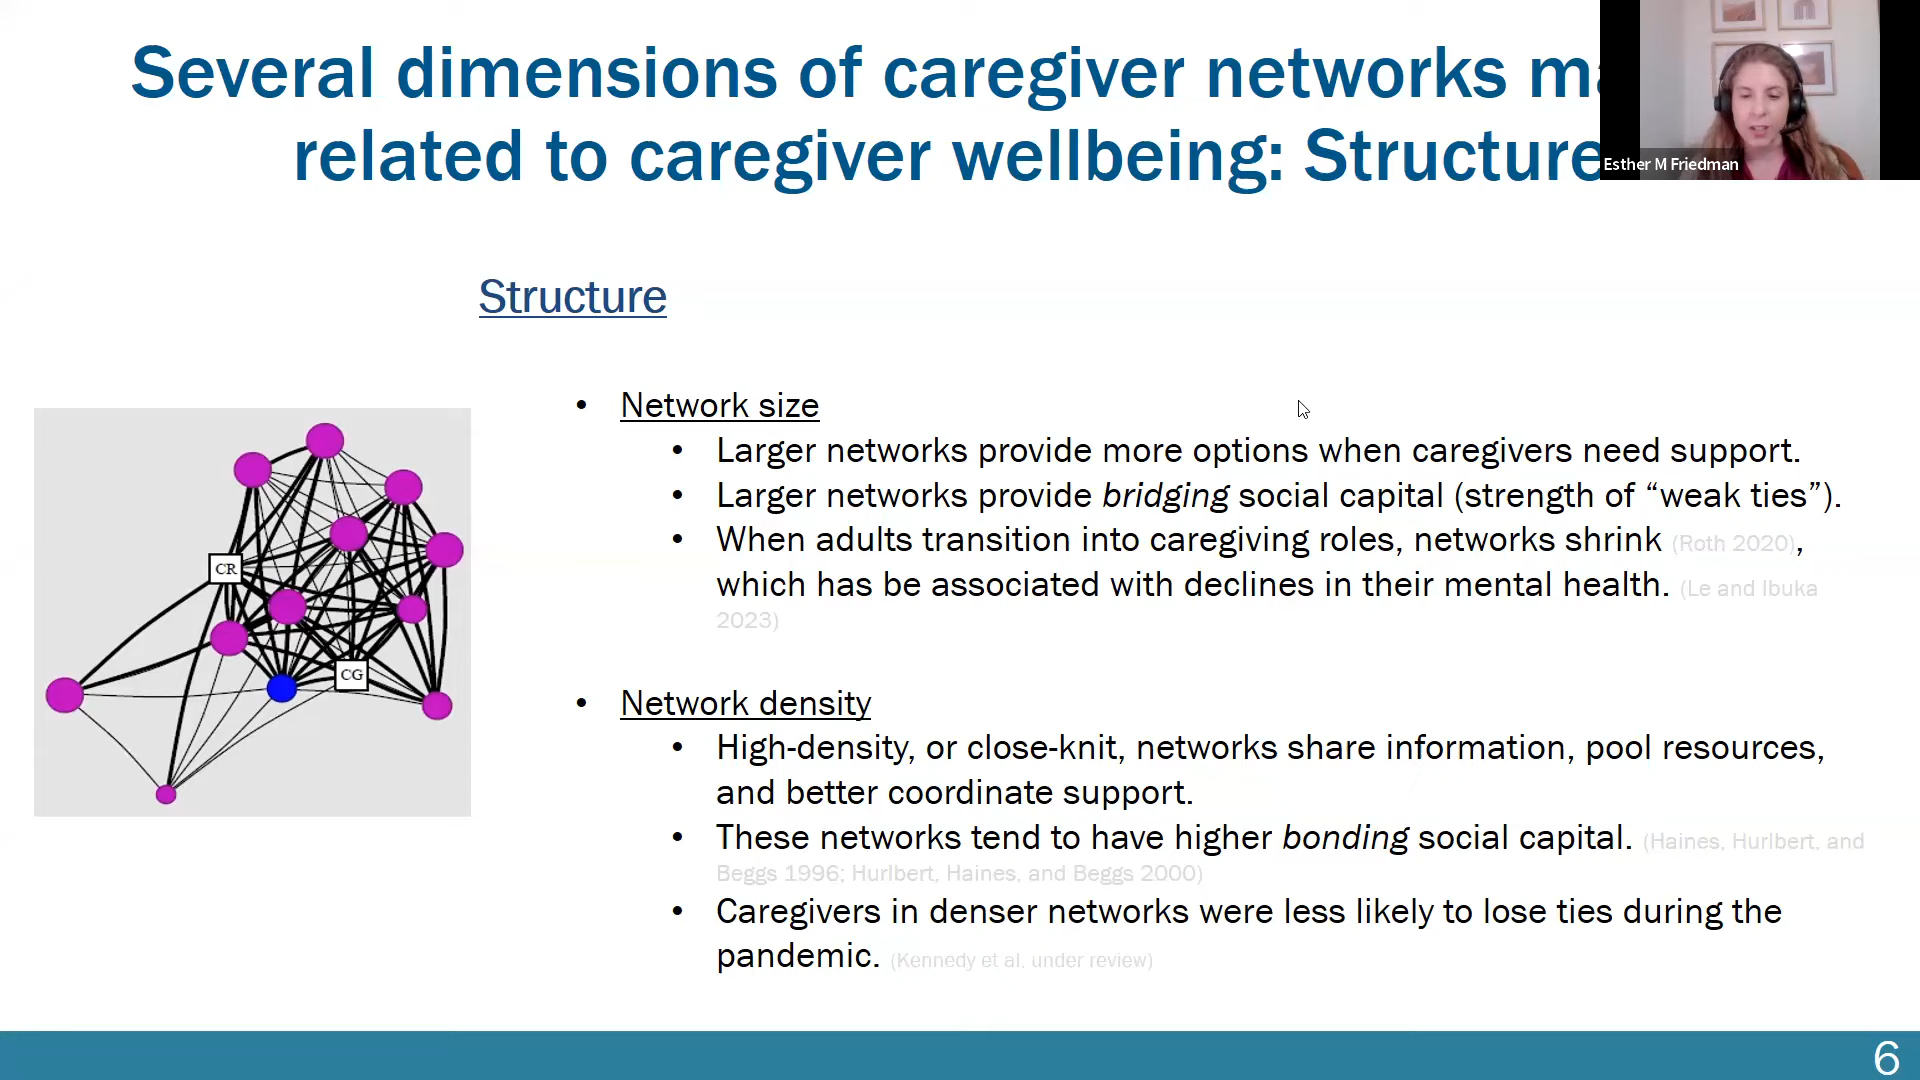 Several dimensions of caregiver networks
related to caregiver wellbeing: Structure
Esther M Friedman
Structure
• Network size
• Larger networks provide more options when caregivers need support.
• Larger networks provide bridging social capital (strength of “weak ties”).
• When adults transition into caregiving roles, networks shrink (Roth 2020),
which has be associated with declines in their mental health. (Le and Ibuka
2023)
CR
CG
• Network density
• High-density, or close-knit, networks share information, pool resources,
and better coordinate support.
• These networks tend to have higher bonding social capital. (Haines, Hurlbert, and
Beggs 1996; Hurlbert, Haines, and Beggs 2000)
• Caregivers in denser networks were less likely to lose ties during the
pandemic. (Kennedy et al, under review)
6